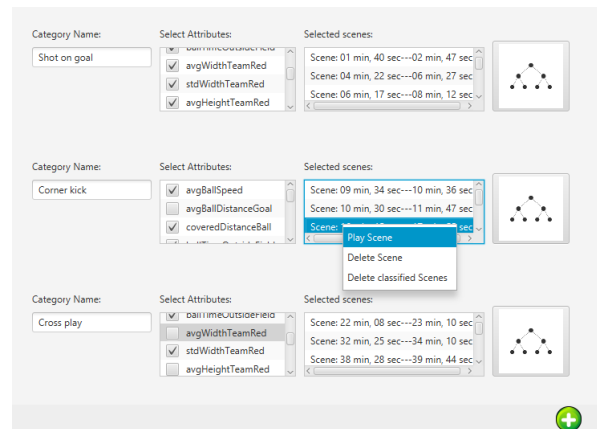 Category Name: Select Attributes: Selected scenes:
Shot on goal
ballTimeOutsideField
avgWidthTeamRed
stdWidthTeamRed
avgHeightTeamRed
Scene: 01 min, 40 sec---02 min, 47 sec
Scene: 04 min, 22 sec---06 min, 27 sec
Scene: 06 min, 17 sec---08 min, 12 sec
Category Name: Select Attributes: Selected scenes:
Corner kick
avgBallSpeed
avgBallDistanceGoal
coveredDistanceBall
Scene: 09 min, 34 sec---10 min, 36 sec
Scene: 10 min, 30 sec---11 min, 47 sec
Scene: sec
Play Scene
Delete Scene
Delete classified Scenes
Category Name: Select Attributes: Selected scenes:
Cross play
ballTimeOutsideField
avgWidthTeamRed
stdWidthTeamRed
avgHeightTeamRed
Scene: 22 min, 08 sec---23 min, 10 sec
Scene: 32 min, 25 sec---34 min, 10 sec
Scene: 38 min, 28 sec---39 min, 44 sec